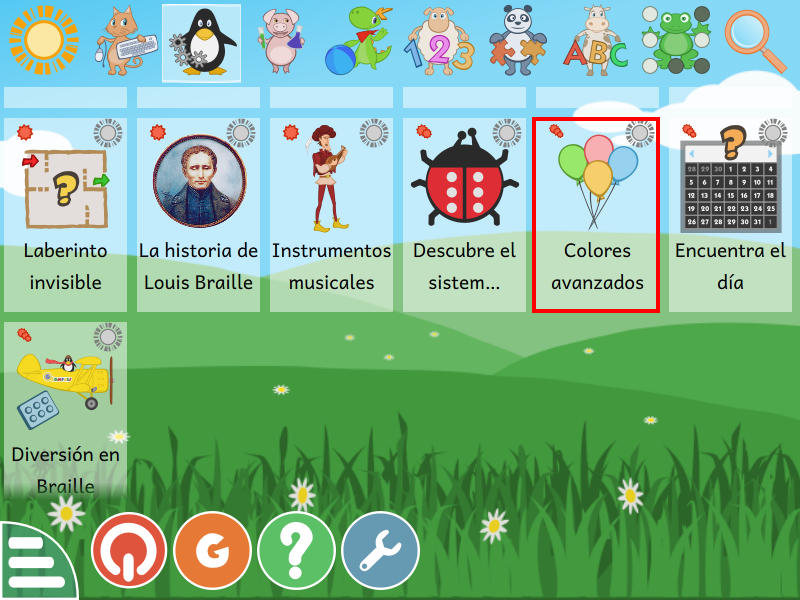 1 2 3
A B C
Laberinto
invisible
La historia de
Louis Braille
Instrumentos
musicales
Descubre el
sistem...
Colores
avanzados
?
28 29 30 1 2 3 4
5 6 7 8 9 10 11
12 13 14 15 16 17 18
19 20 21 22 23 24 25
26 27 28 29 30 31 1
Encuentra el
día
?
Diversión en
Braille
G
?